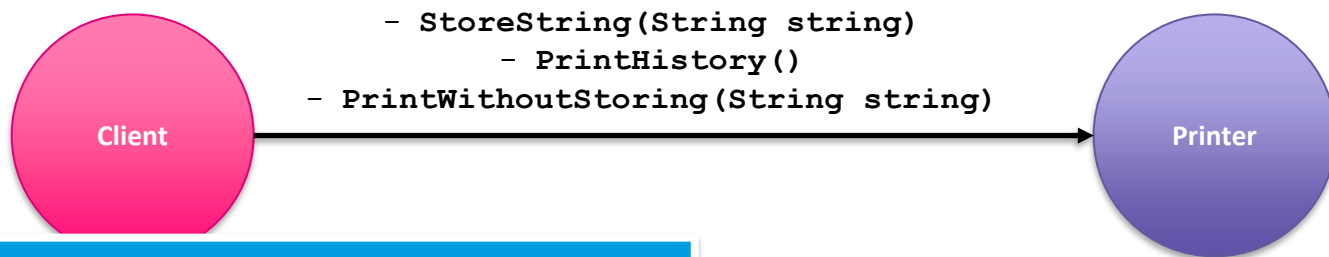 - StoreString(String string)
- PrintHistory()
- PrintWithoutStoring(String string)
Client
Printer